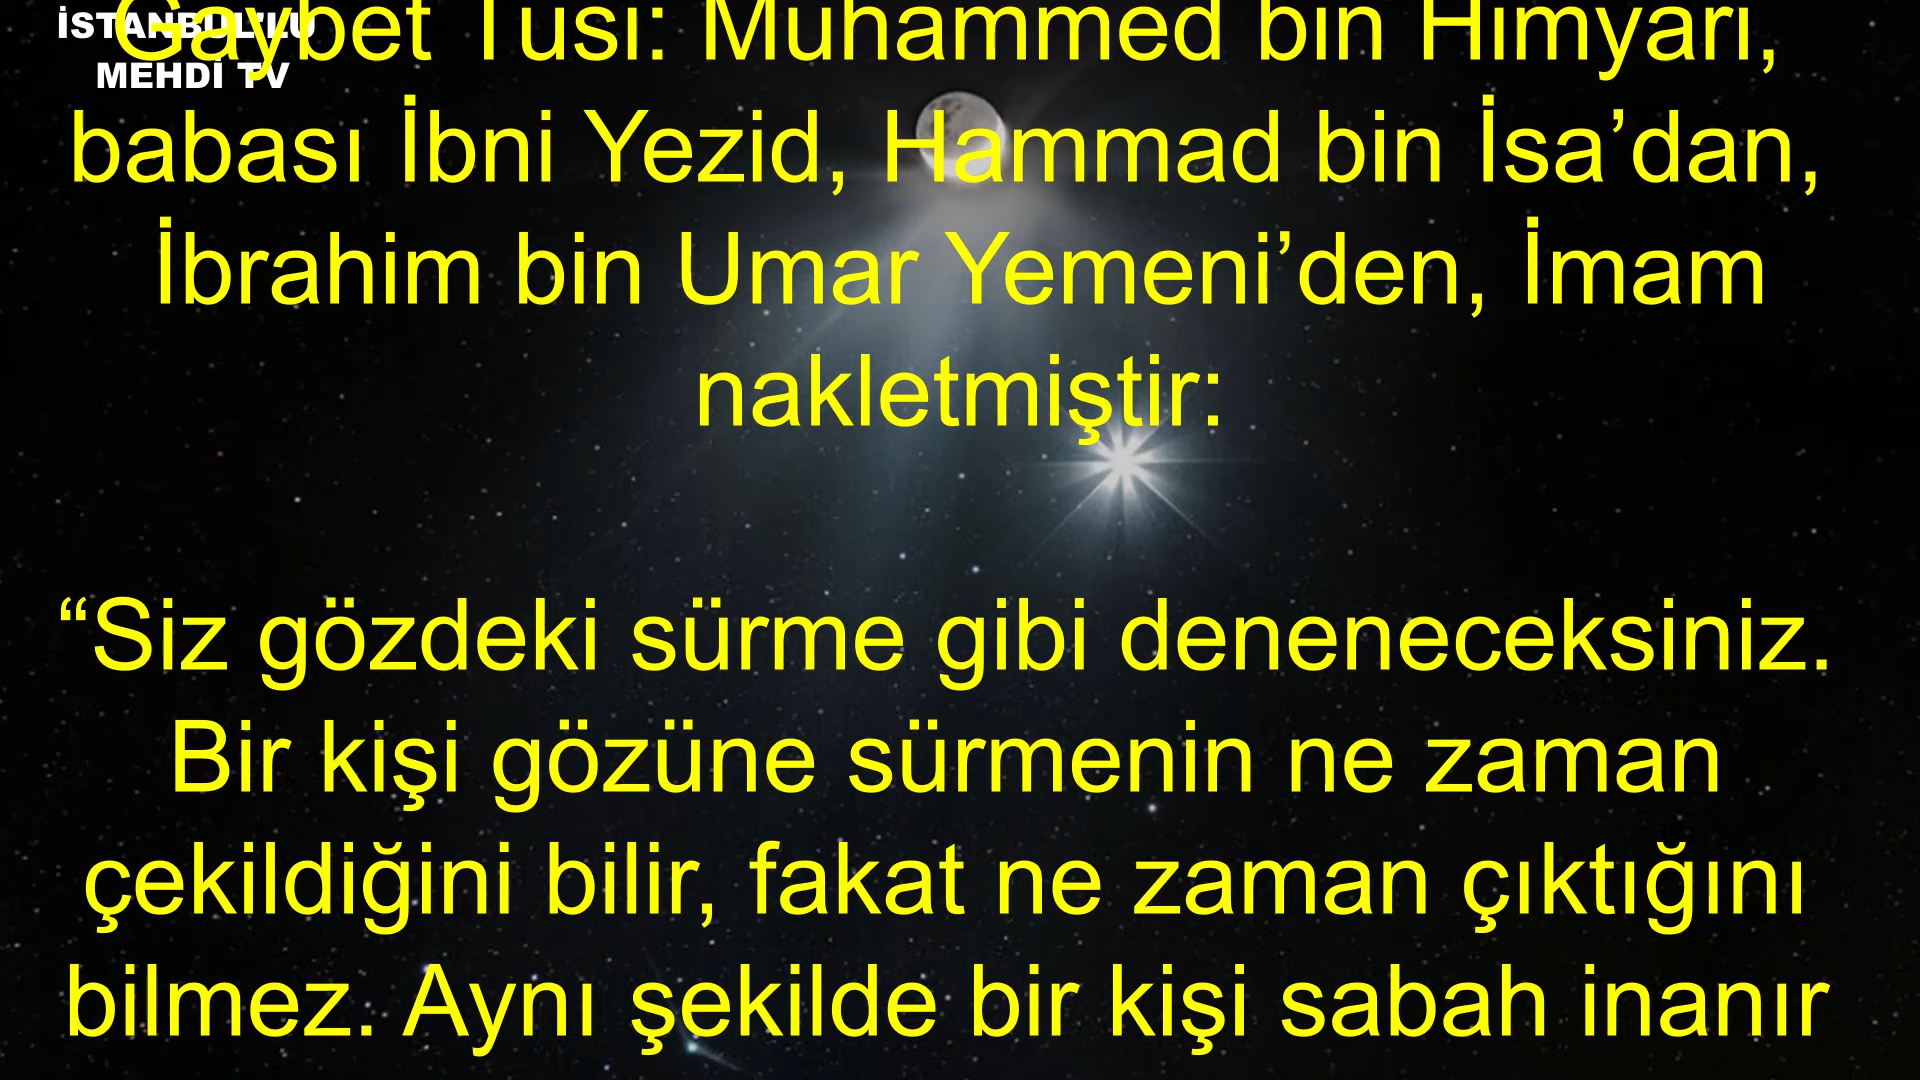 İSTANBUL'LU
MEHDİ TV
Gaybet Tusi: Muhammed bin Himyari,
babası İbni Yezid, Hammad bin İsa’dan,
İbrahim bin Umar Yemeni’den, İmam
nakletmiştir:
“Siz gözdeki sürme gibi deneneceksiniz.
Bir kişi gözüne sürmenin ne zaman
çekildiğini bilir, fakat ne zaman çıktığını
bilmez. Aynı şekilde bir kişi sabah inanır